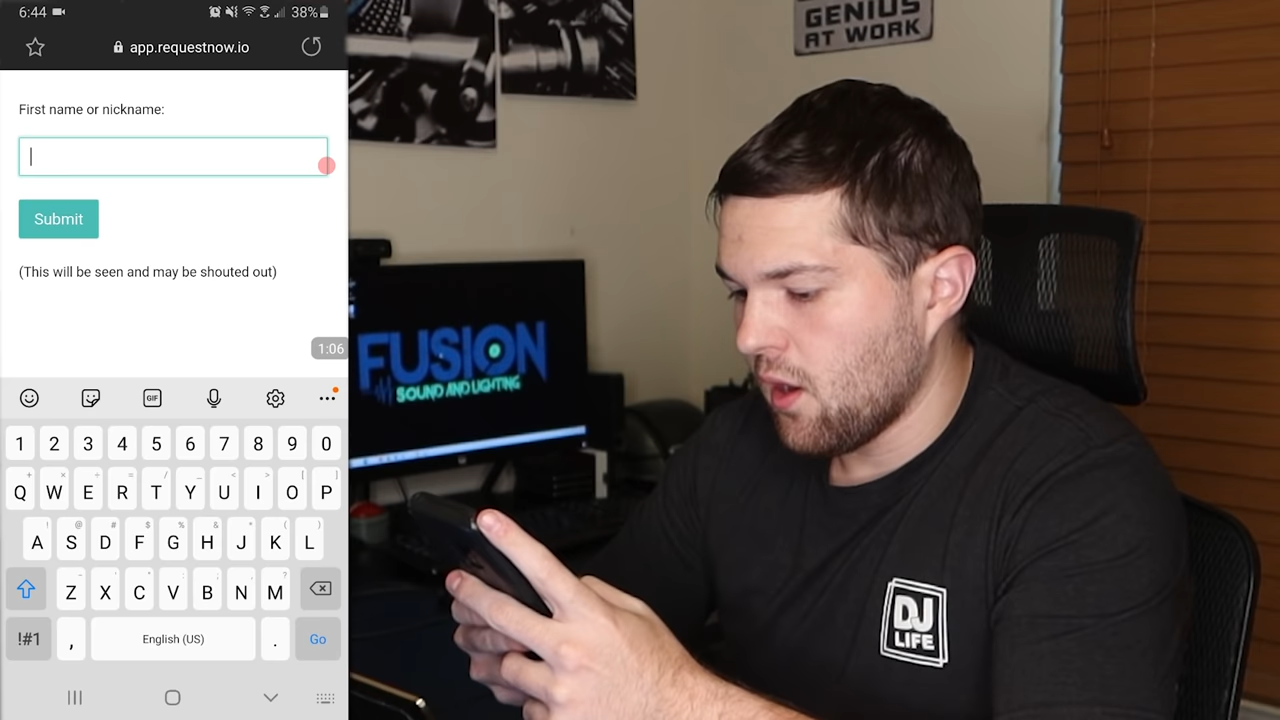 6:44
38%
app.requestnow.io
First name or nickname:
Submit
(This will be seen and may be shouted out)
1:06
GIF
1 2 3 4 5 6 7 8 9 0
Q W E R T Y U I O P
A S D F G H J K L
Z X C V B N M
!#1 , English (US) . Go
GENIUS
AT WORK
FUSION
SOUND AND LIGHTING
DJ
LIFE